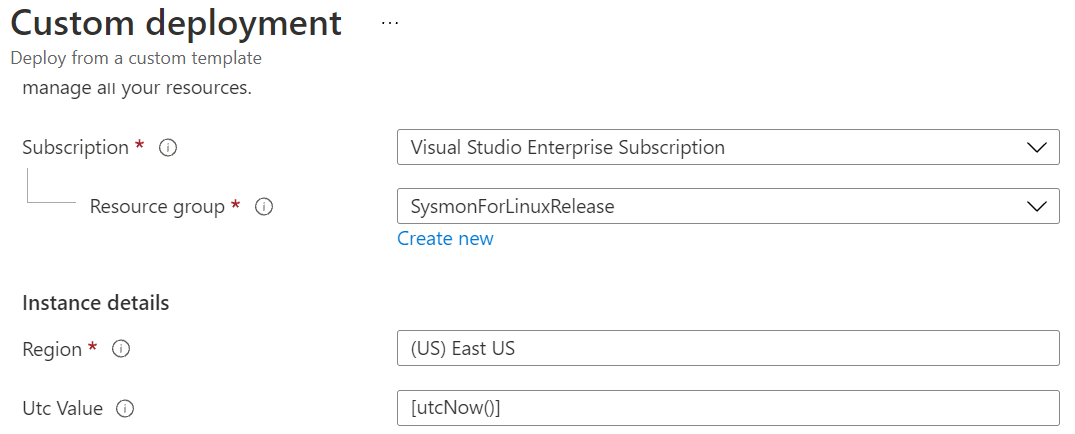 Custom deployment ...
Deploy from a custom template
manage all your resources.
Subscription *
Visual Studio Enterprise Subscription
Resource group *
SysmonForLinuxRelease
Create new
Instance details
Region *
(US) East US
Utc Value
[utcNow()]